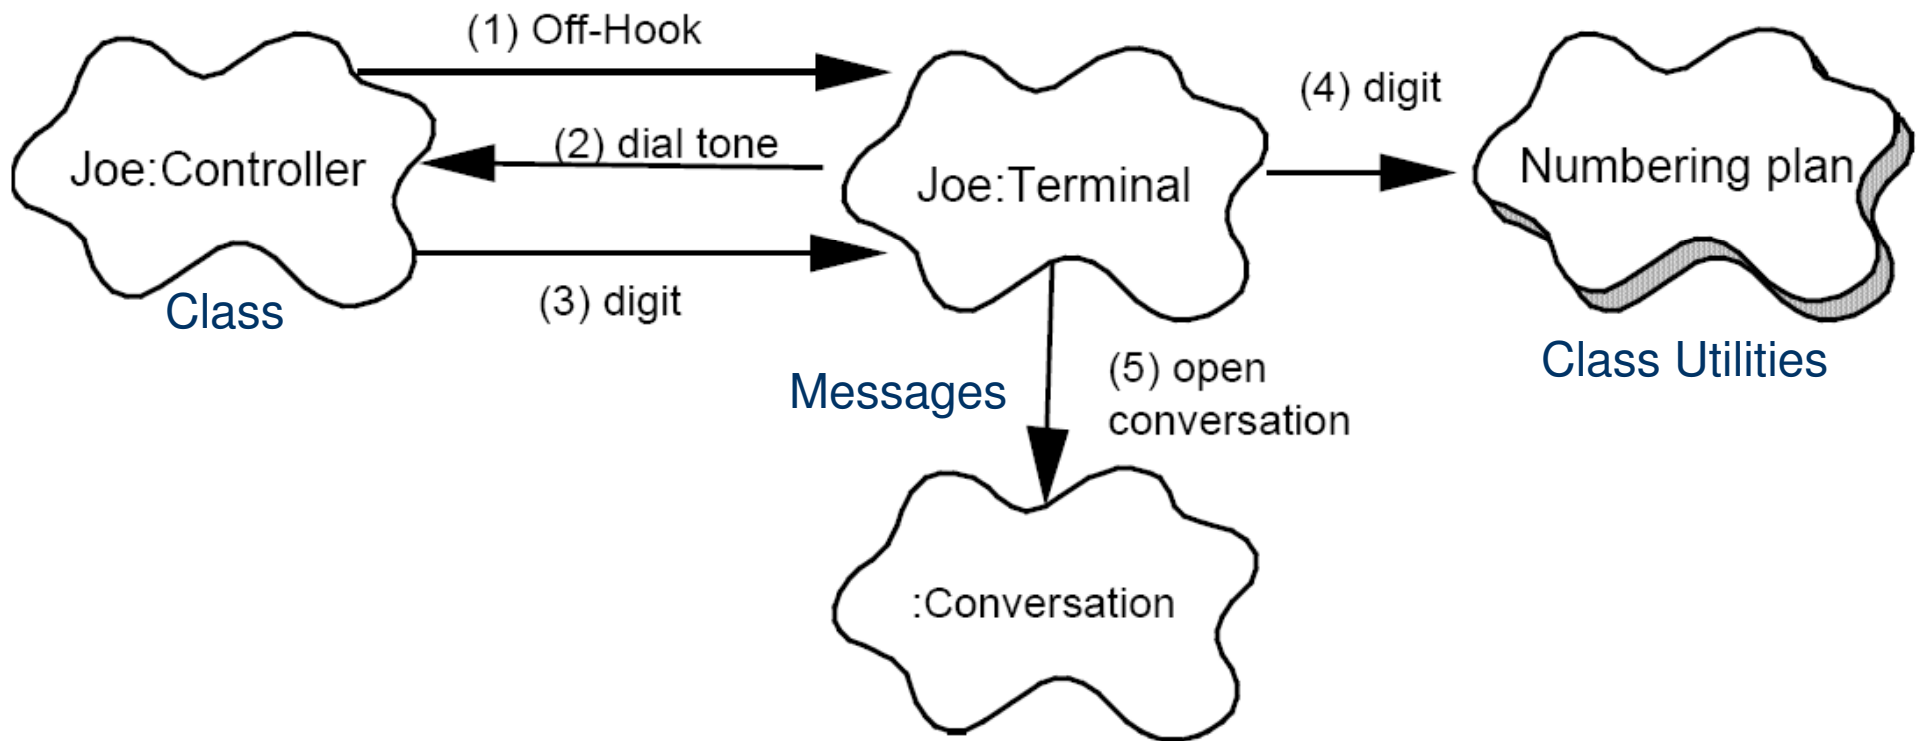 (1) Off-Hook
Joe:Controller
(2) dial tone
Joe:Terminal
(4) digit
Numbering plan
(3) digit
Class
Class Utilities
Messages
(5) open
conversation
:Conversation